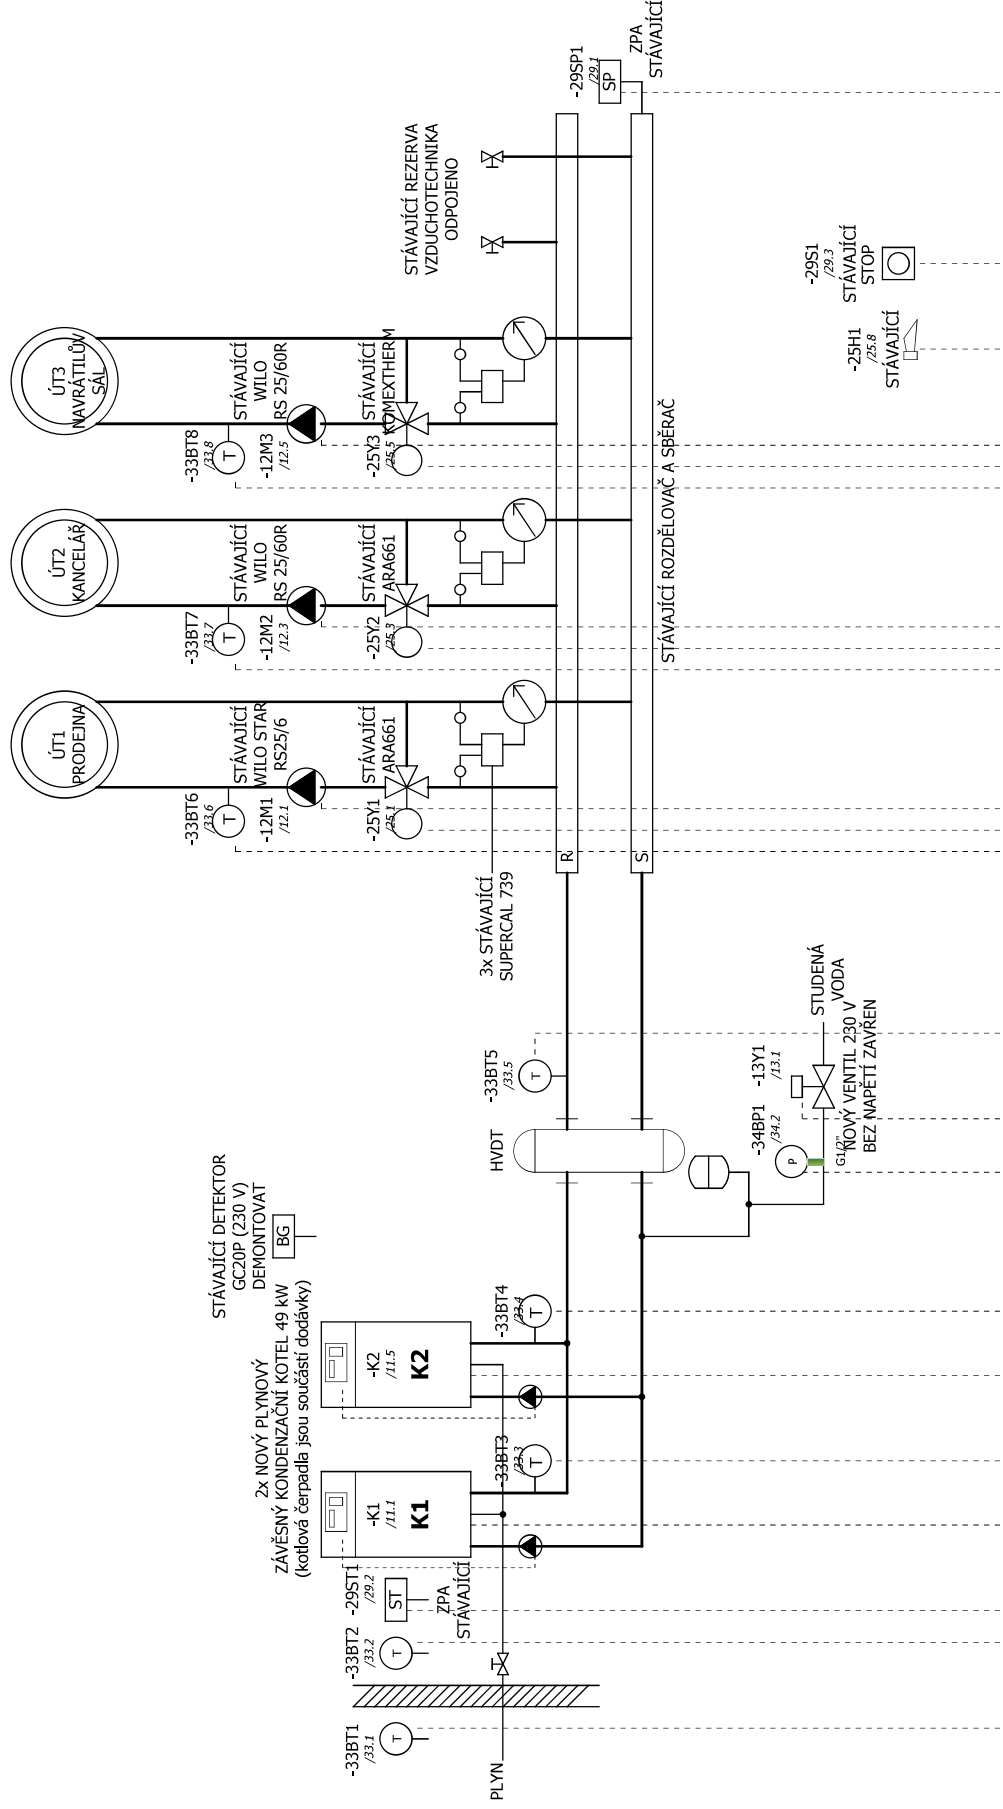 PLYN
-33BT1
/33.1
T
-33BT2
/33.2
T
-29ST1
/29.2
ST
ZPA
STÁVAJÍCÍ
2x NOVÝ PLYNOVÝ
ZÁVĚSNÝ KONDENZAČNÍ KOTEL 49 kW
(kotlová čerpadla jsou součástí dodávky)
-K1
/11.1
K1
-33BT3
/33.3
T
-K2
/11.5
K2
-33BT4
/33.4
T
STÁVAJÍCÍ DETEKTOR
GC20P (230 V)
DEMONTOVAT
BG
HVDT
-33BT5
/33.5
T
-34BP1
/34.2
P
G1/2"
-13Y1
/13.1
STUDENÁ
VODA
NOVÝ VENTIL 230 V
BEZ NAPĚTÍ ZAVŘEN
3x STÁVAJÍCÍ
SUPERCAL 739
R
S
STÁVAJÍCÍ ROZDĚLOVAČ A SBĚRAČ
ÚT1
PRODEJNA
-33BT6
/33.6
T
-12M1
/12.1
STÁVAJÍCÍ
WILO STAR
RS25/6
-25Y1
/25.1
STÁVAJÍCÍ
ARA661
ÚT2
KANCELÁŘ
-33BT7
/33.7
T
-12M2
/12.3
STÁVAJÍCÍ
WILO
RS 25/60R
-25Y2
/25.3
STÁVAJÍCÍ
ARA661
ÚT3
NAVRÁTILŮV
SÁL
-33BT8
/33.8
T
-12M3
/12.5
STÁVAJÍCÍ
WILO
RS 25/60R
-25Y3
/25.5
STÁVAJÍCÍ
KOMEXTHERM
STÁVAJÍCÍ REZERVA
VZDUCHOTECHNIKA
ODPOJENO
-29SP1
/29.1
SP
ZPA
STÁVAJÍCÍ
-25H1
/25.8
STÁVAJÍCÍ
-29S1
/29.3
STÁVAJÍCÍ
STOP